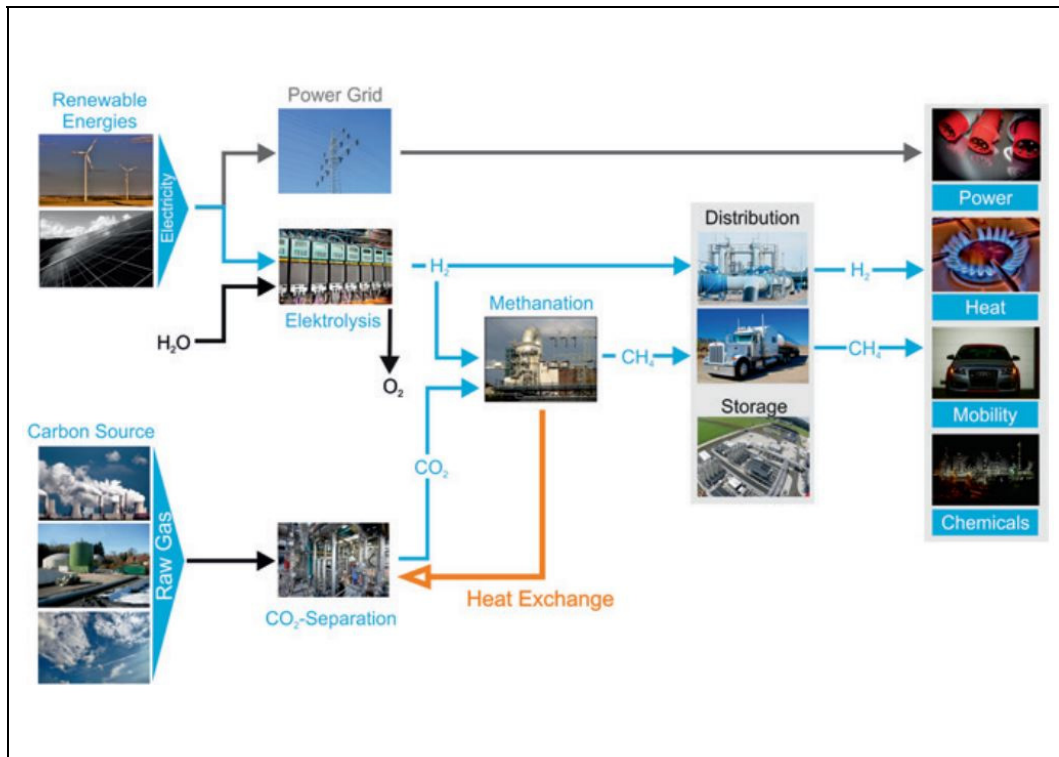 Renewable
Energies
Electricity
Power Grid
Elektrolysis
H₂O
O₂
H₂
Methanation
CH₄
CO₂
Carbon Source
Raw Gas
CO₂-Separation
Heat Exchange
Distribution
Storage
H₂
CH₄
Power
Heat
Mobility
Chemicals